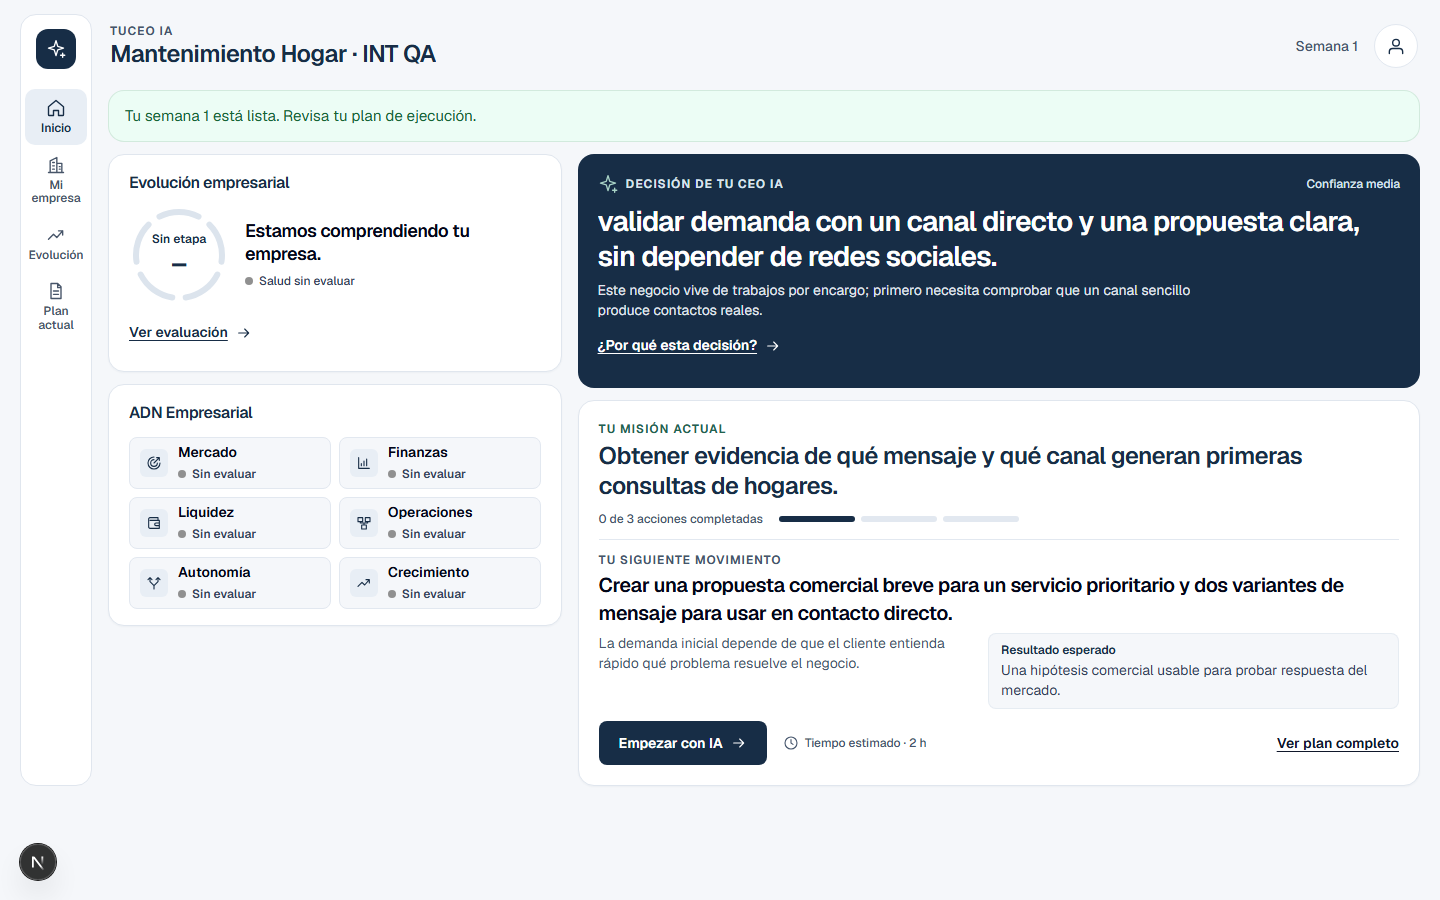 TUCEO IA
Mantenimiento Hogar · INT QA
Semana 1
Inicio
Mi
empresa
Evolución
Plan
actual
Tu semana 1 está lista. Revisa tu plan de ejecución.
Evolución empresarial
Sin etapa
–
Estamos comprendiendo tu
empresa.
Salud sin evaluar
Ver evaluación →
ADN Empresarial
Mercado
Sin evaluar
Finanzas
Sin evaluar
Liquidez
Sin evaluar
Operaciones
Sin evaluar
Autonomía
Sin evaluar
Crecimiento
Sin evaluar
DECISIÓN DE TU CEO IA
Confianza media
validar demanda con un canal directo y una propuesta clara,
sin depender de redes sociales.
Este negocio vive de trabajos por encargo; primero necesita comprobar que un canal sencillo
produce contactos reales.
¿Por qué esta decisión? →
TU MISIÓN ACTUAL
Obtener evidencia de qué mensaje y qué canal generan primeras
consultas de hogares.
0 de 3 acciones completadas
TU SIGUIENTE MOVIMIENTO
Crear una propuesta comercial breve para un servicio prioritario y dos variantes de
mensaje para usar en contacto directo.
La demanda inicial depende de que el cliente entienda
rápido qué problema resuelve el negocio.
Resultado esperado
Una hipótesis comercial usable para probar respuesta del
mercado.
Empezar con IA →
Tiempo estimado · 2 h
Ver plan completo
N